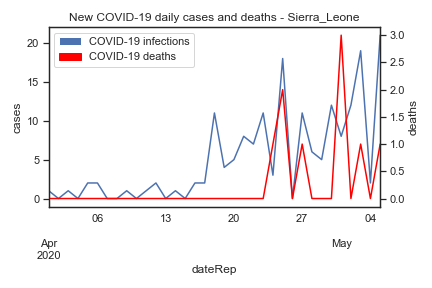 New COVID-19 daily cases and deaths - Sierra_Leone
COVID-19 infections
COVID-19 deaths
20
15
10
5
0
cases
3.0
2.5
2.0
1.5
1.0
0.5
0.0
deaths
06 13 20 27 04
Apr May
2020
dateRep